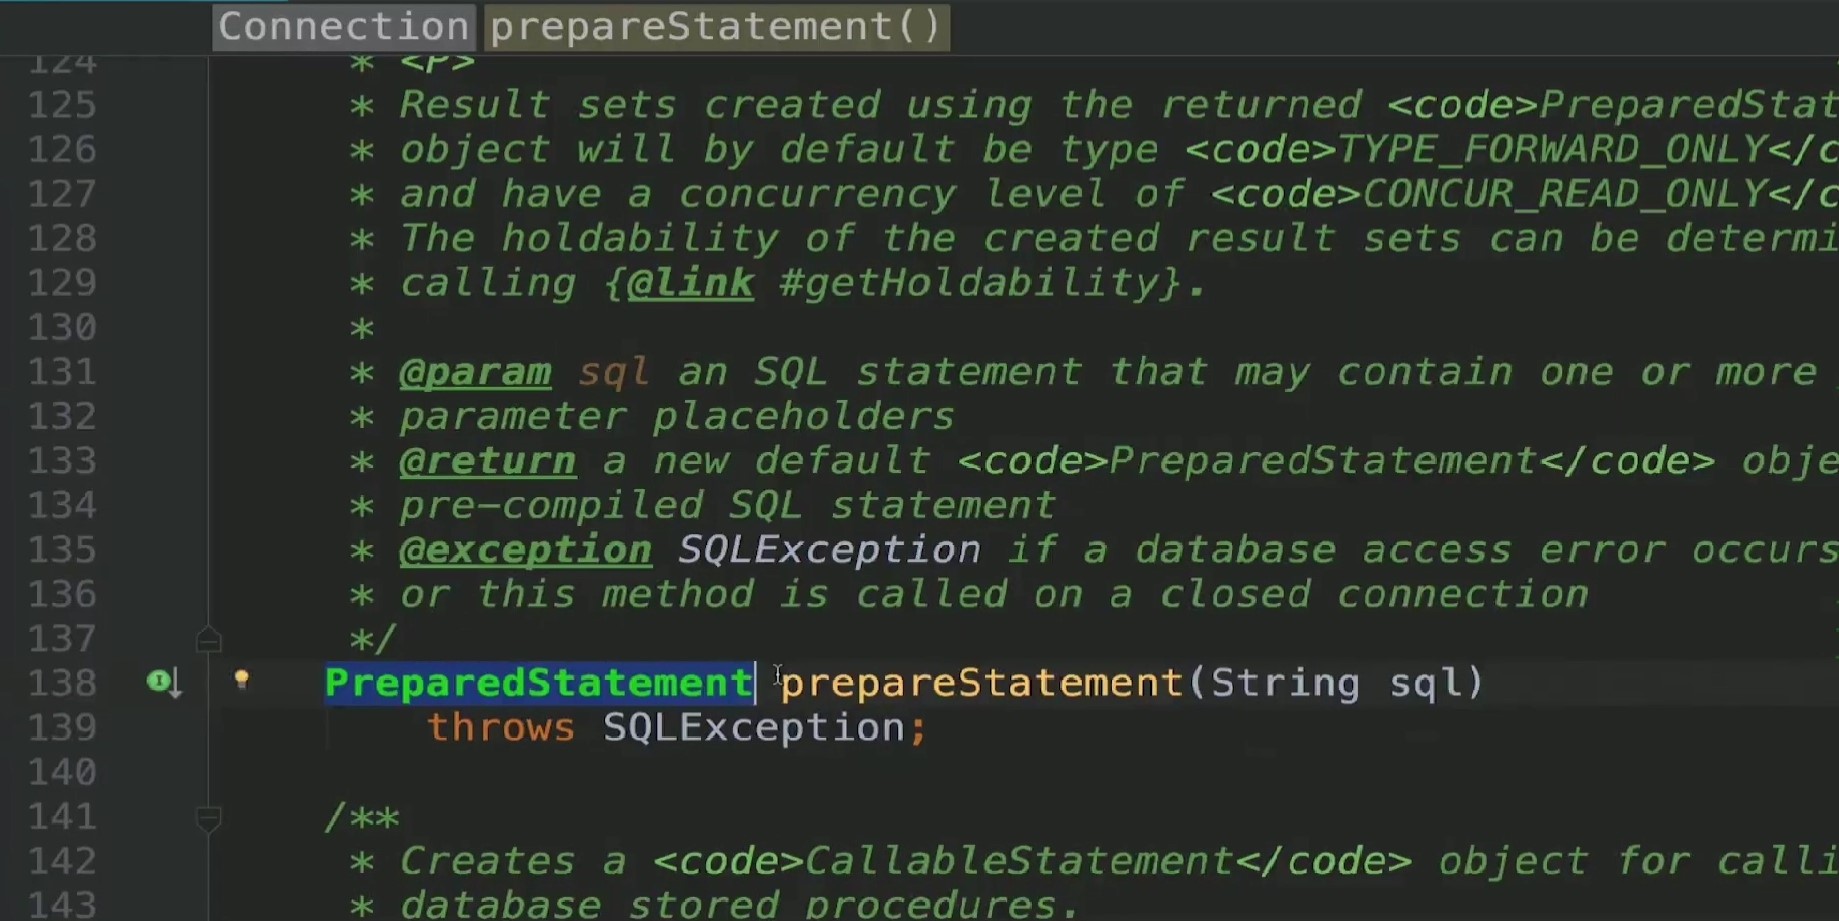 Connection prepareStatement()
124 * <P>
125 * Result sets created using the returned <code>PreparedStat
126 * object will by default be type <code>TYPE_FORWARD_ONLY</c
127 * and have a concurrency level of <code>CONCUR_READ_ONLY</c
128 * The holdability of the created result sets can be determi
129 * calling {@link #getHoldability}.
130 *
131 * @param sql an SQL statement that may contain one or more
132 * parameter placeholders
133 * @return a new default <code>PreparedStatement</code> obje
134 * pre-compiled SQL statement
135 * @exception SQLException if a database access error occurs
136 * or this method is called on a closed connection
137 */
138 PreparedStatement prepareStatement(String sql)
139 throws SQLException;
140
141 /**
142 * Creates a <code>CallableStatement</code> object for calli
143 * database stored procedures.